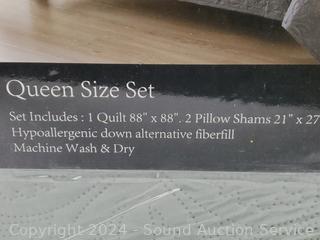 Queen Size Set
Set Includes : 1 Quilt 88" x 88". 2 Pillow Shams 21" x 27
Hypoallergenic down alternative fiberfill
Machine Wash & Dry
Copyright 2024 - Sound Auction Service